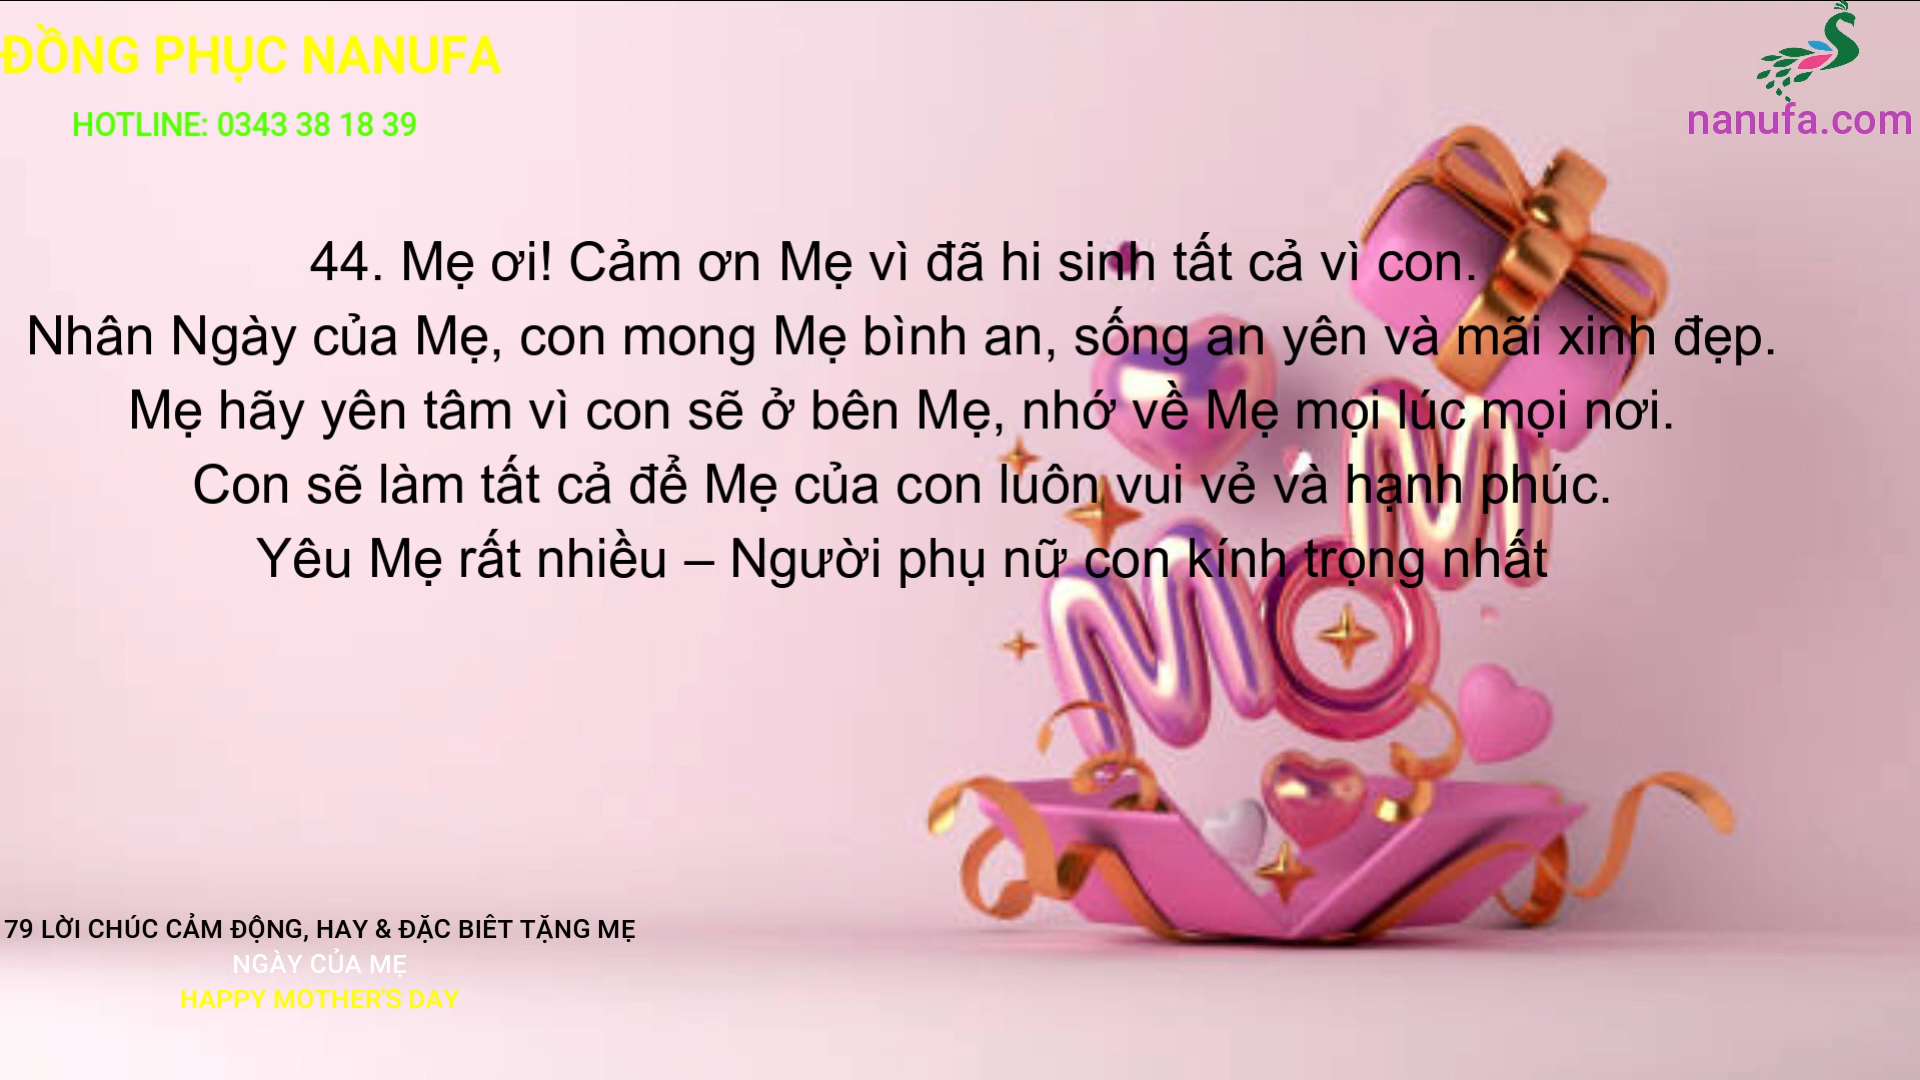 ĐỒNG PHỤC NANUFA
HOTLINE: 0343 38 18 39
nanufa.com
44. Mẹ ơi! Cảm ơn Mẹ vì đã hi sinh tất cả vì con.
Nhân Ngày của Mẹ, con mong Mẹ bình an, sống an yên và mãi xinh đẹp.
Mẹ hãy yên tâm vì con sẽ ở bên Mẹ, nhớ về Mẹ mọi lúc mọi nơi.
Con sẽ làm tất cả để Mẹ của con luôn vui vẻ và hạnh phúc.
Yêu Mẹ rất nhiều – Người phụ nữ con kính trọng nhất
MOM
79 LỜI CHÚC CẢM ĐỘNG, HAY & ĐẶC BIÊT TẶNG MẸ
NGÀY CỦA MẸ
HAPPY MOTHER'S DAY